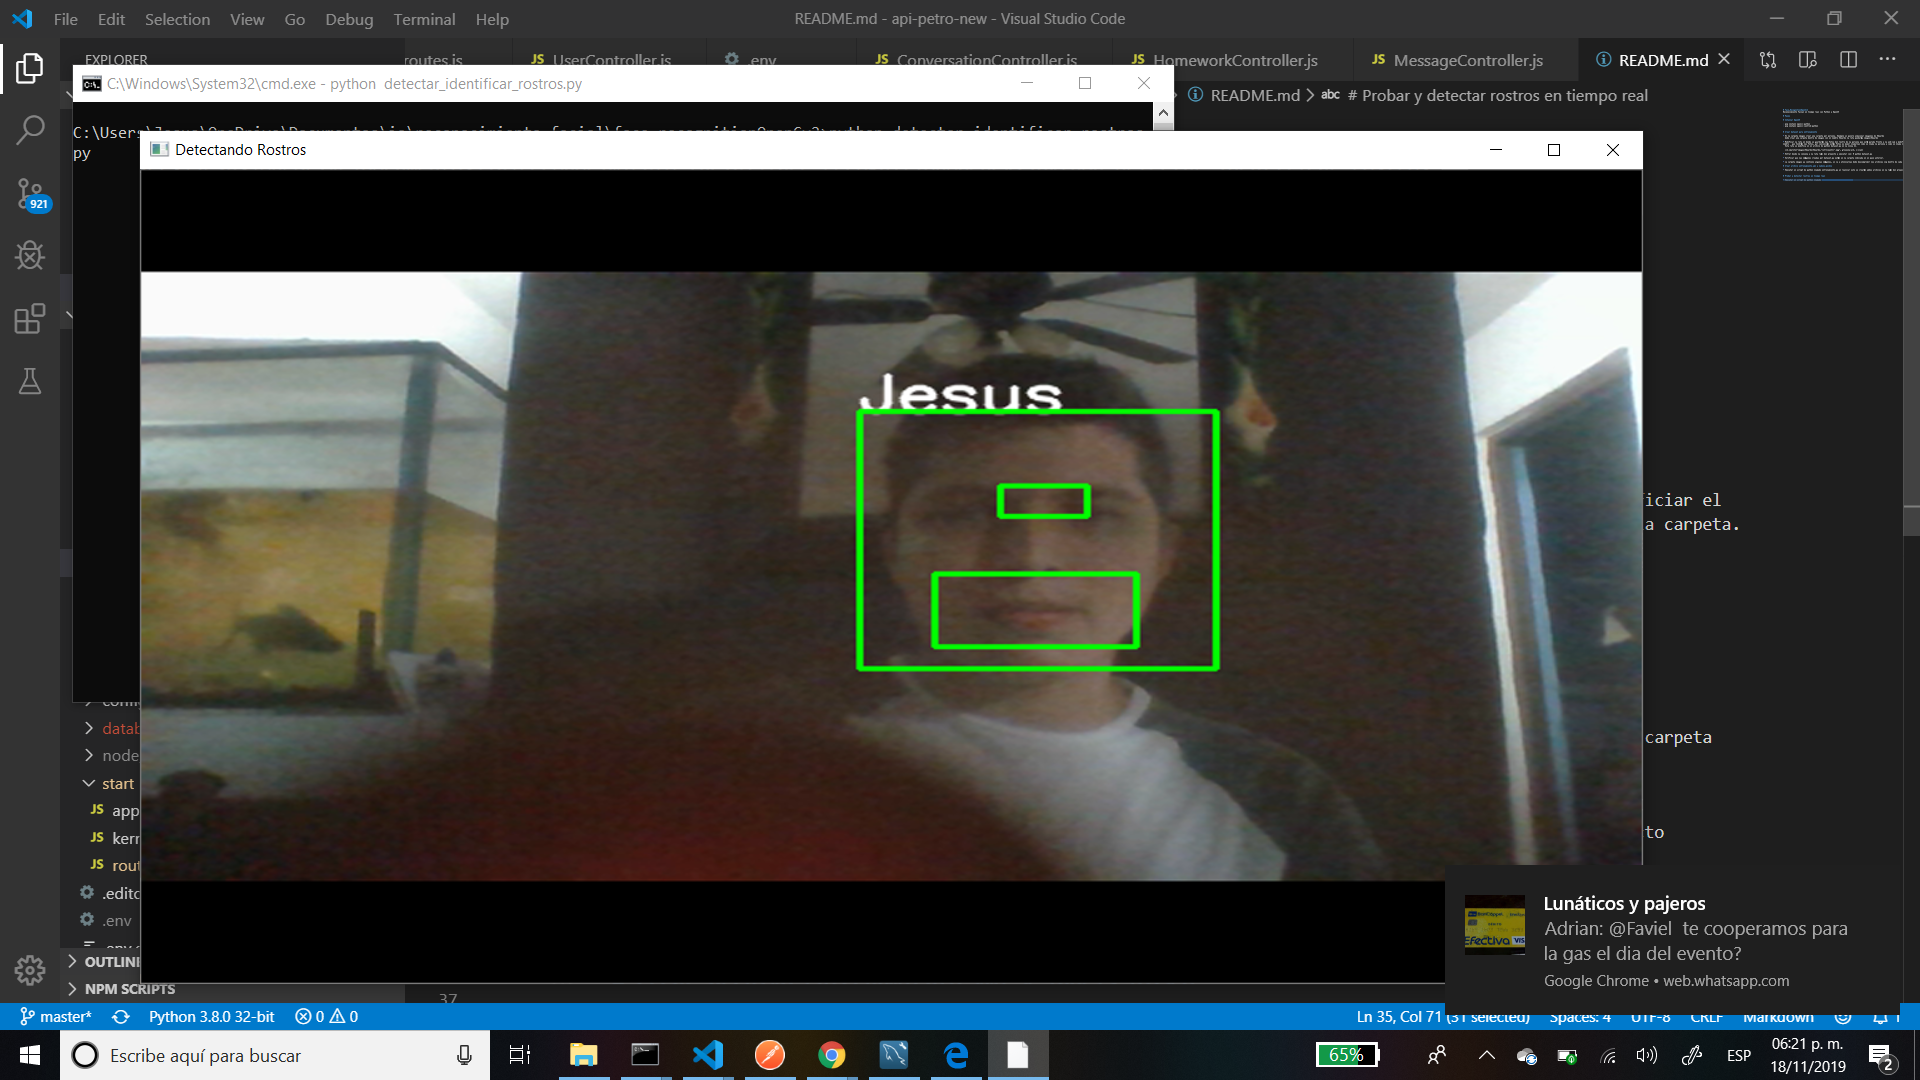 File Edit Selection View Go Debug Terminal Help
README.md - api-petro-new - Visual Studio Code
EXPLORER
routes.js UserController.js .env ConversationController.js HomeworkController.js MessageController.js README.md
C:\Windows\System32\cmd.exe - python detectar_identificar_rostros.py
README.md > abc # Probar y detectar rostros en tiempo real
py
Detectando Rostros
921
Jesus
iciar el
a carpeta.
carpeta
to
datab
node
start
JS app
JS kern
JS rout
.edito
.env
OUTLINE
NPM SCRIPTS
37
Lunáticos y pajeros
Adrian: @Faviel te cooperamos para
la gas el dia del evento?
Google Chrome • web.whatsapp.com
Efectiva VISA
master* Python 3.8.0 32-bit 0 0
Ln 35, Col 71 (31 selected) Spaces: 4 UTF-8 CRLF Markdown 1
Escribe aquí para buscar
65%
ESP
06:21 p. m.
18/11/2019
2